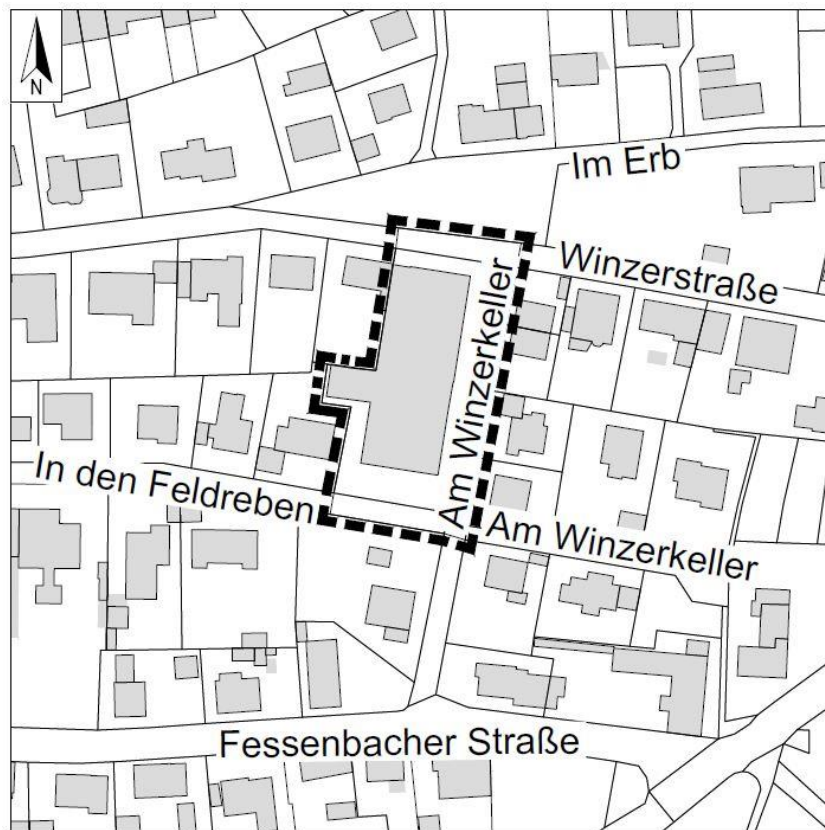 N
Im Erb
Winzerstraße
Am Winzerkeller
In den Feldreben
Am Winzerkeller
Fessenbacher Straße